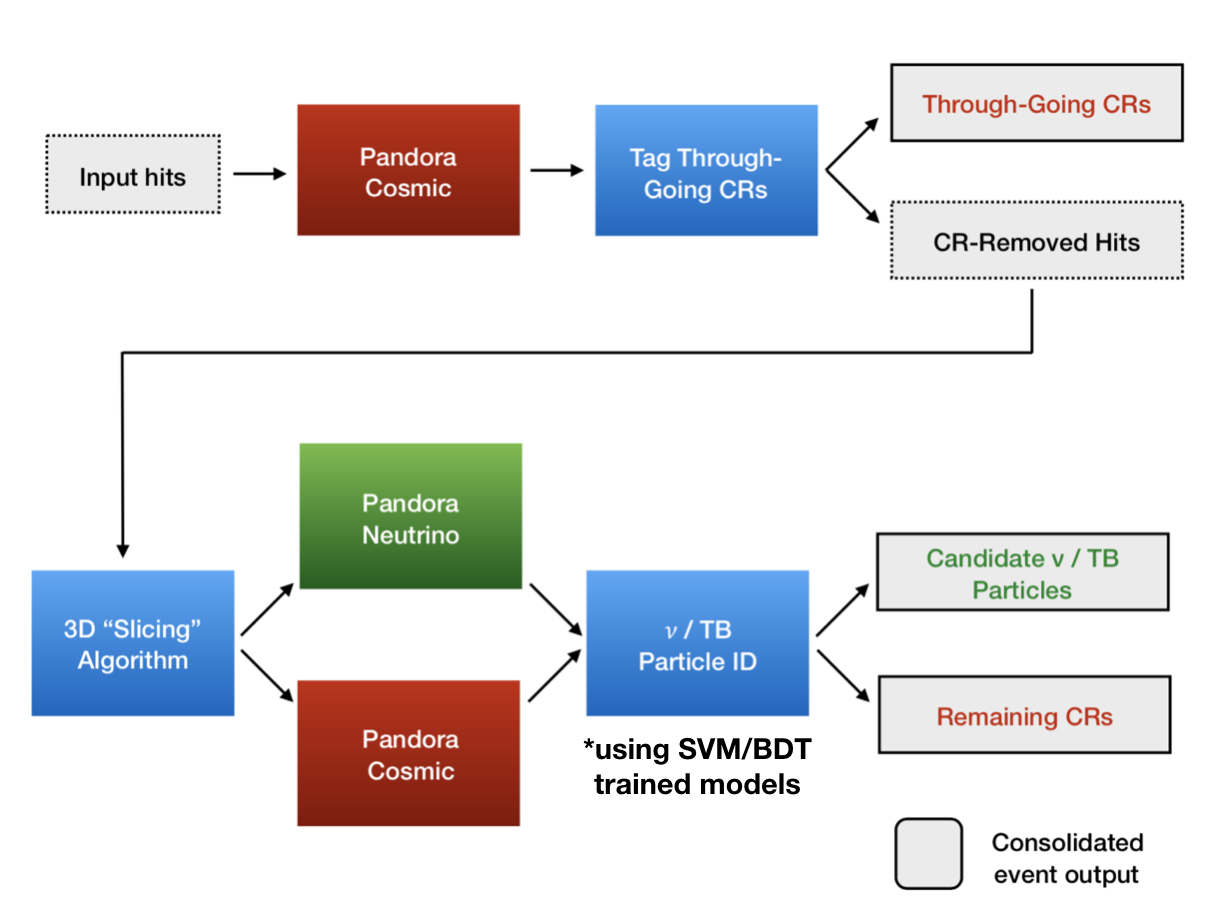 Input hits
Pandora
Cosmic
Tag Through-
Going CRs
Through-Going CRs
CR-Removed Hits
3D “Slicing”
Algorithm
Pandora
Neutrino
Pandora
Cosmic
ν / TB
Particle ID
*using SVM/BDT
trained models
Candidate ν / TB
Particles
Remaining CRs
Consolidated
event output